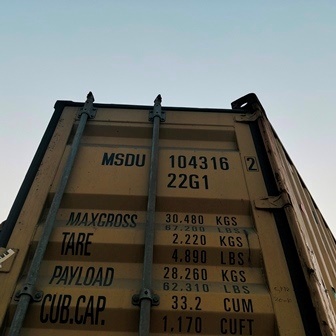 MSDU 104316 2
22G1
MAXGROSS 30.480 KGS
67.200 LBS
TARE 2.220 KGS
4.890 LBS
PAYLOAD 28.260 KGS
62.310 LBS
CUB.CAP. 33.2 CUM
1.170 CUFT